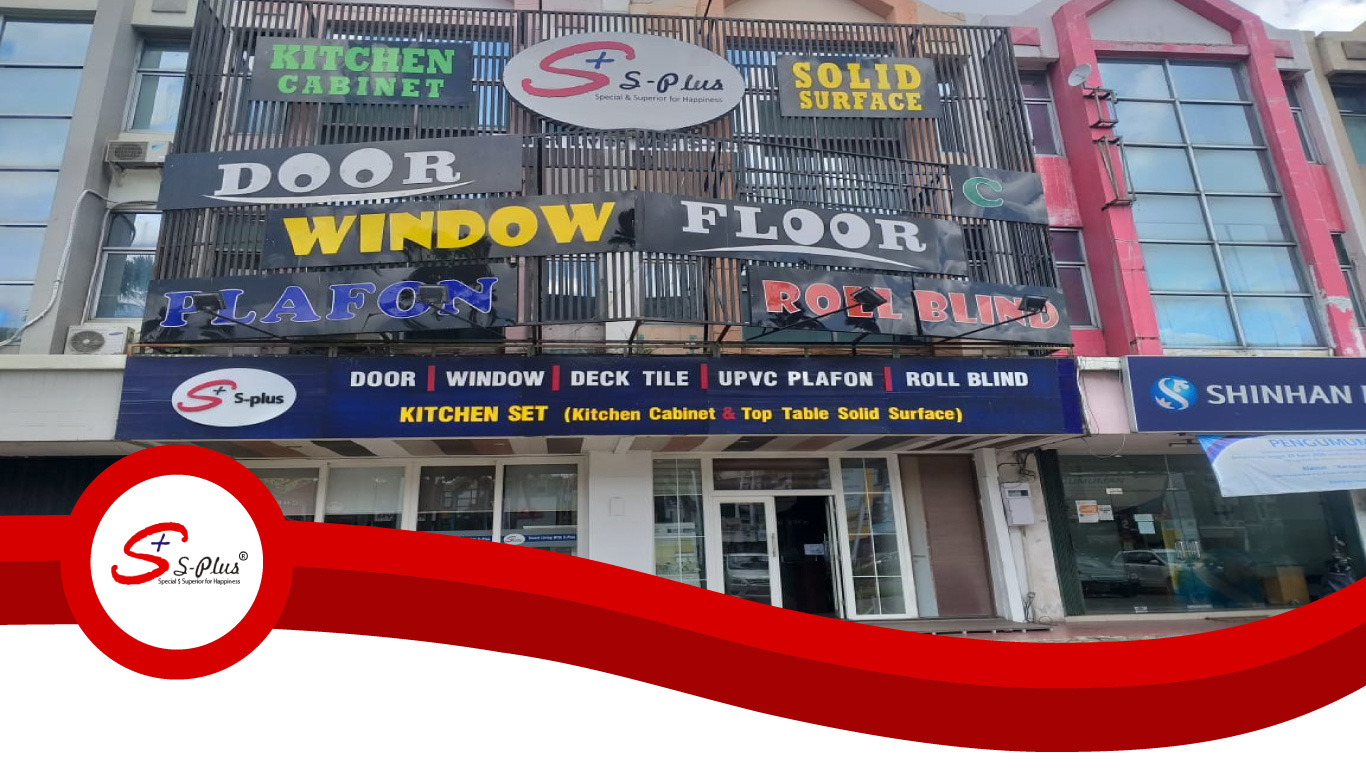 KITCHEN
CABINET
S+ S-Plus
Special & Superior for Happiness
SOLID
SURFACE
DOOR
C
WINDOW
FLOOR
PLAFON
ROLL BLIND
S+ S-plus
DOOR | WINDOW | DECK TILE | UPVC PLAFON | ROLL BLIND
KITCHEN SET (Kitchen Cabinet & Top Table Solid Surface)
SHINHAN
PENGUMUN
S+ S-Plus®
Special $ Superior for Happiness